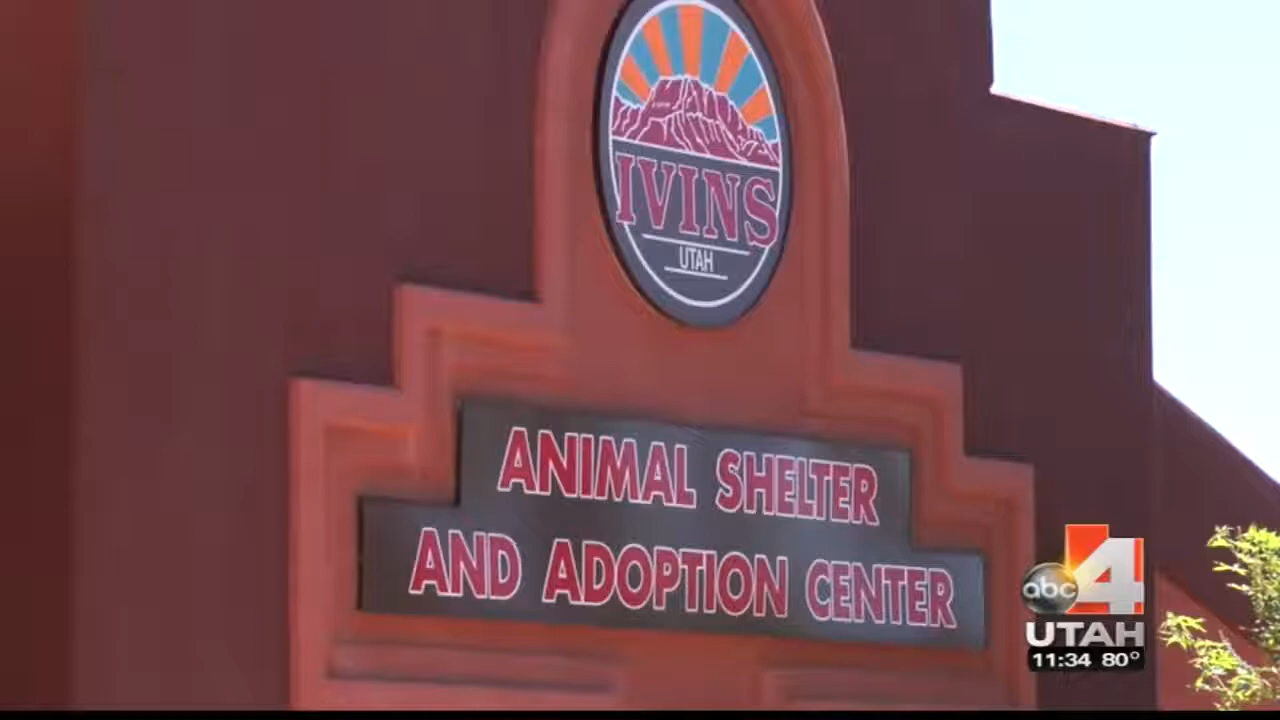 IVINS
UTAH
ANIMAL SHELTER
AND ADOPTION CENTER
abc 4
UTAH
11:34 80°